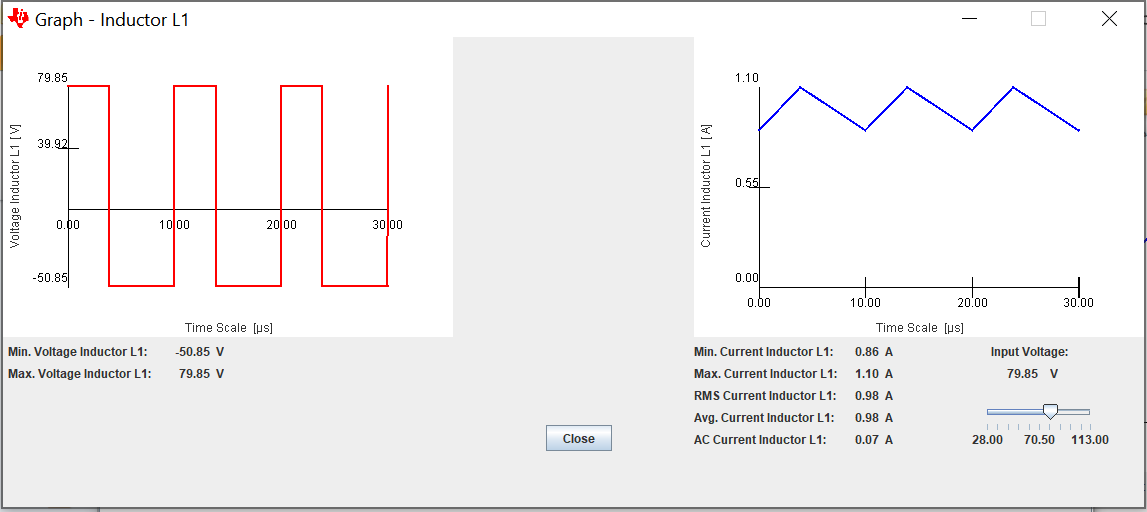 Graph - Inductor L1
79.85
39.92
-50.85
0.00 10.00 20.00 30.00
Voltage Inductor L1 [ V]
Time Scale [µs]
1.10
0.55
0.00
0.00 10.00 20.00 30.00
Current Inductor L1 [ A]
Time Scale [µs]
Min. Voltage Inductor L1: -50.85 V
Max. Voltage Inductor L1: 79.85 V
Min. Current Inductor L1: 0.86 A
Max. Current Inductor L1: 1.10 A
RMS Current Inductor L1: 0.98 A
Avg. Current Inductor L1: 0.98 A
AC Current Inductor L1: 0.07 A
Input Voltage:
79.85 V
28.00 70.50 113.00
Close